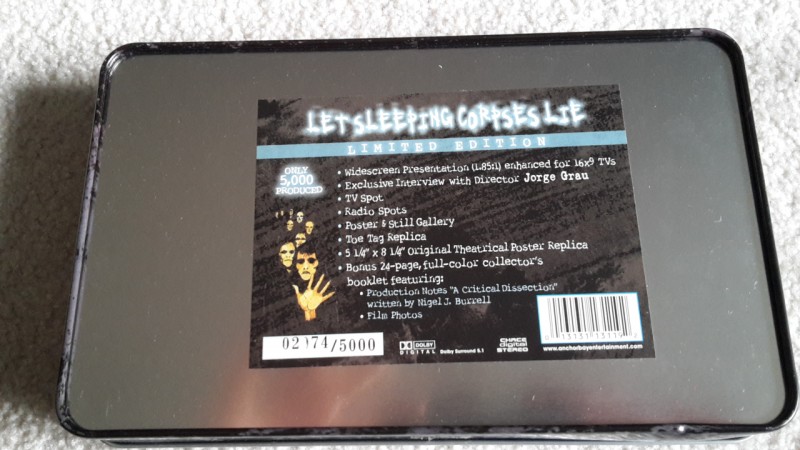 LET SLEEPING CORPSES LIE
LIMITED EDITION
ONLY
5,000
PRODUCED
• Widescreen Presentation (1.85:1) enhanced for 16x9 TVs
• Exclusive Interview with Director Jorge Grau
• TV Spot
• Radio Spots
• Poster & Still Gallery
• Toe Tag Replica
• 5 1/4" x 8 1/4" Original Theatrical Poster Replica
• Bonus 24-page, full-color collector's
booklet featuring:
• Production Notes "A Critical Dissection"
written by Nigel J. Burrell
• Film Photos
/5000
DOLBY
DIGITAL
Dolby Surround 5.1
CHACE
digital
STEREO
www.anchorbayentertainment.com